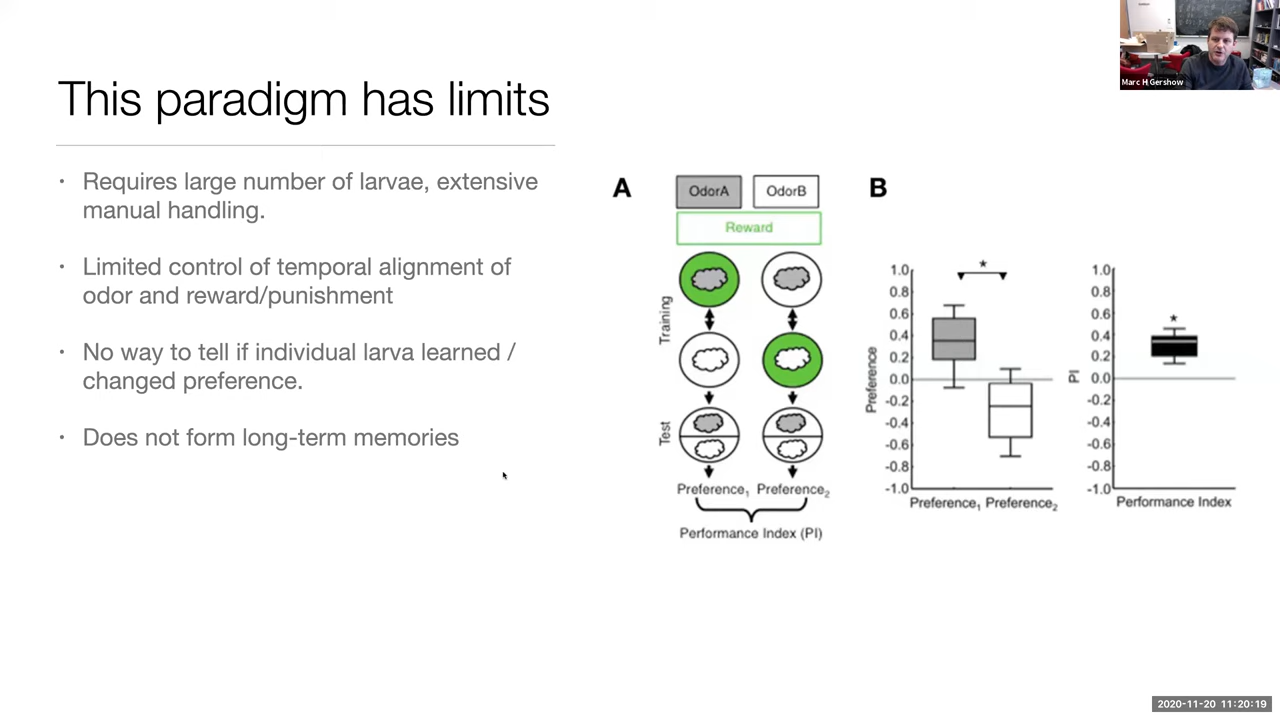 Marc H Gershow
This paradigm has limits
• Requires large number of larvae, extensive
manual handling.
• Limited control of temporal alignment of
odor and reward/punishment
• No way to tell if individual larva learned /
changed preference.
• Does not form long-term memories
A
OdorA OdorB
Reward
Training
Test
Preference1 Preference2
Performance Index (PI)
B
*
1.0
0.8
0.6
0.4
0.2
0.0
-0.2
-0.4
-0.6
-0.8
-1.0
Preference
Preference1 Preference2
*
1.0
0.8
0.6
0.4
0.2
0.0
-0.2
-0.4
-0.6
-0.8
-1.0
PI
Performance Index
2020-11-20 11:20:19